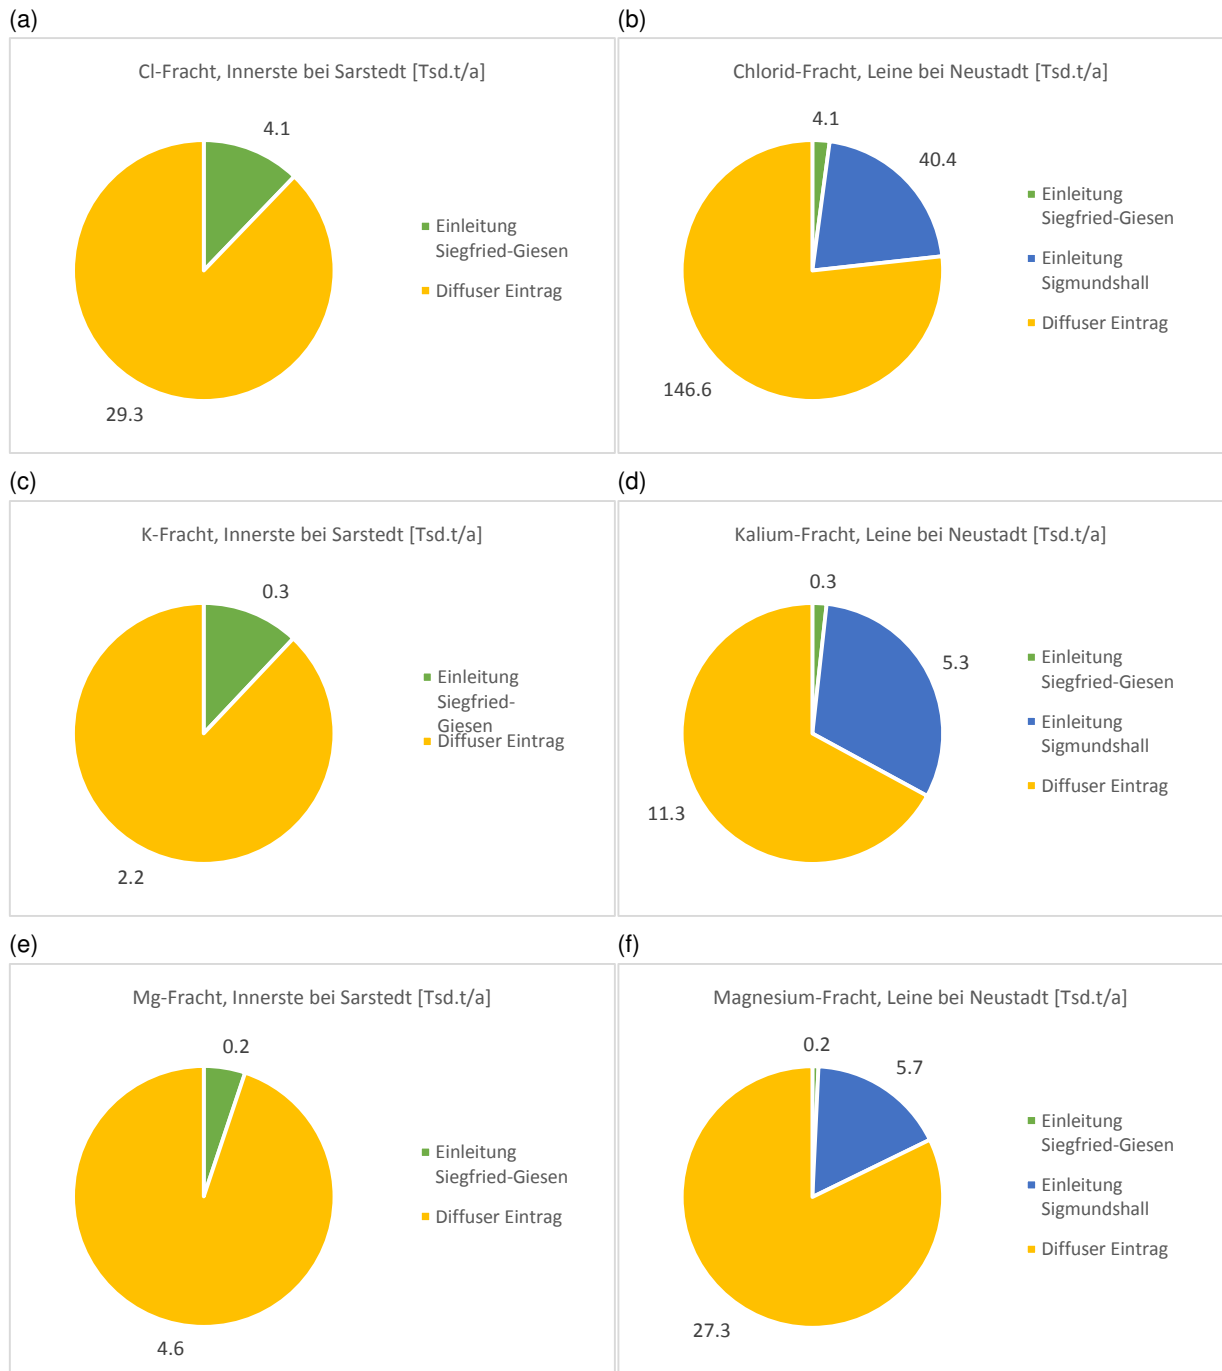 (a)
Cl-Fracht, Innerste bei Sarstedt [Tsd.t/a]
4.1
Einleitung
Siegfried-Giesen
Diffuser Eintrag
29.3
(b)
Chlorid-Fracht, Leine bei Neustadt [Tsd.t/a]
4.1
40.4
Einleitung
Siegfried-Giesen
Einleitung
Sigmundshall
Diffuser Eintrag
146.6
(c)
K-Fracht, Innerste bei Sarstedt [Tsd.t/a]
0.3
Einleitung
Siegfried-
Giesen
Diffuser Eintrag
2.2
(d)
Kalium-Fracht, Leine bei Neustadt [Tsd.t/a]
0.3
5.3
Einleitung
Siegfried-Giesen
Einleitung
Sigmundshall
Diffuser Eintrag
11.3
(e)
Mg-Fracht, Innerste bei Sarstedt [Tsd.t/a]
0.2
Einleitung
Siegfried-Giesen
Diffuser Eintrag
4.6
(f)
Magnesium-Fracht, Leine bei Neustadt [Tsd.t/a]
0.2
5.7
Einleitung
Siegfried-Giesen
Einleitung
Sigmundshall
Diffuser Eintrag
27.3